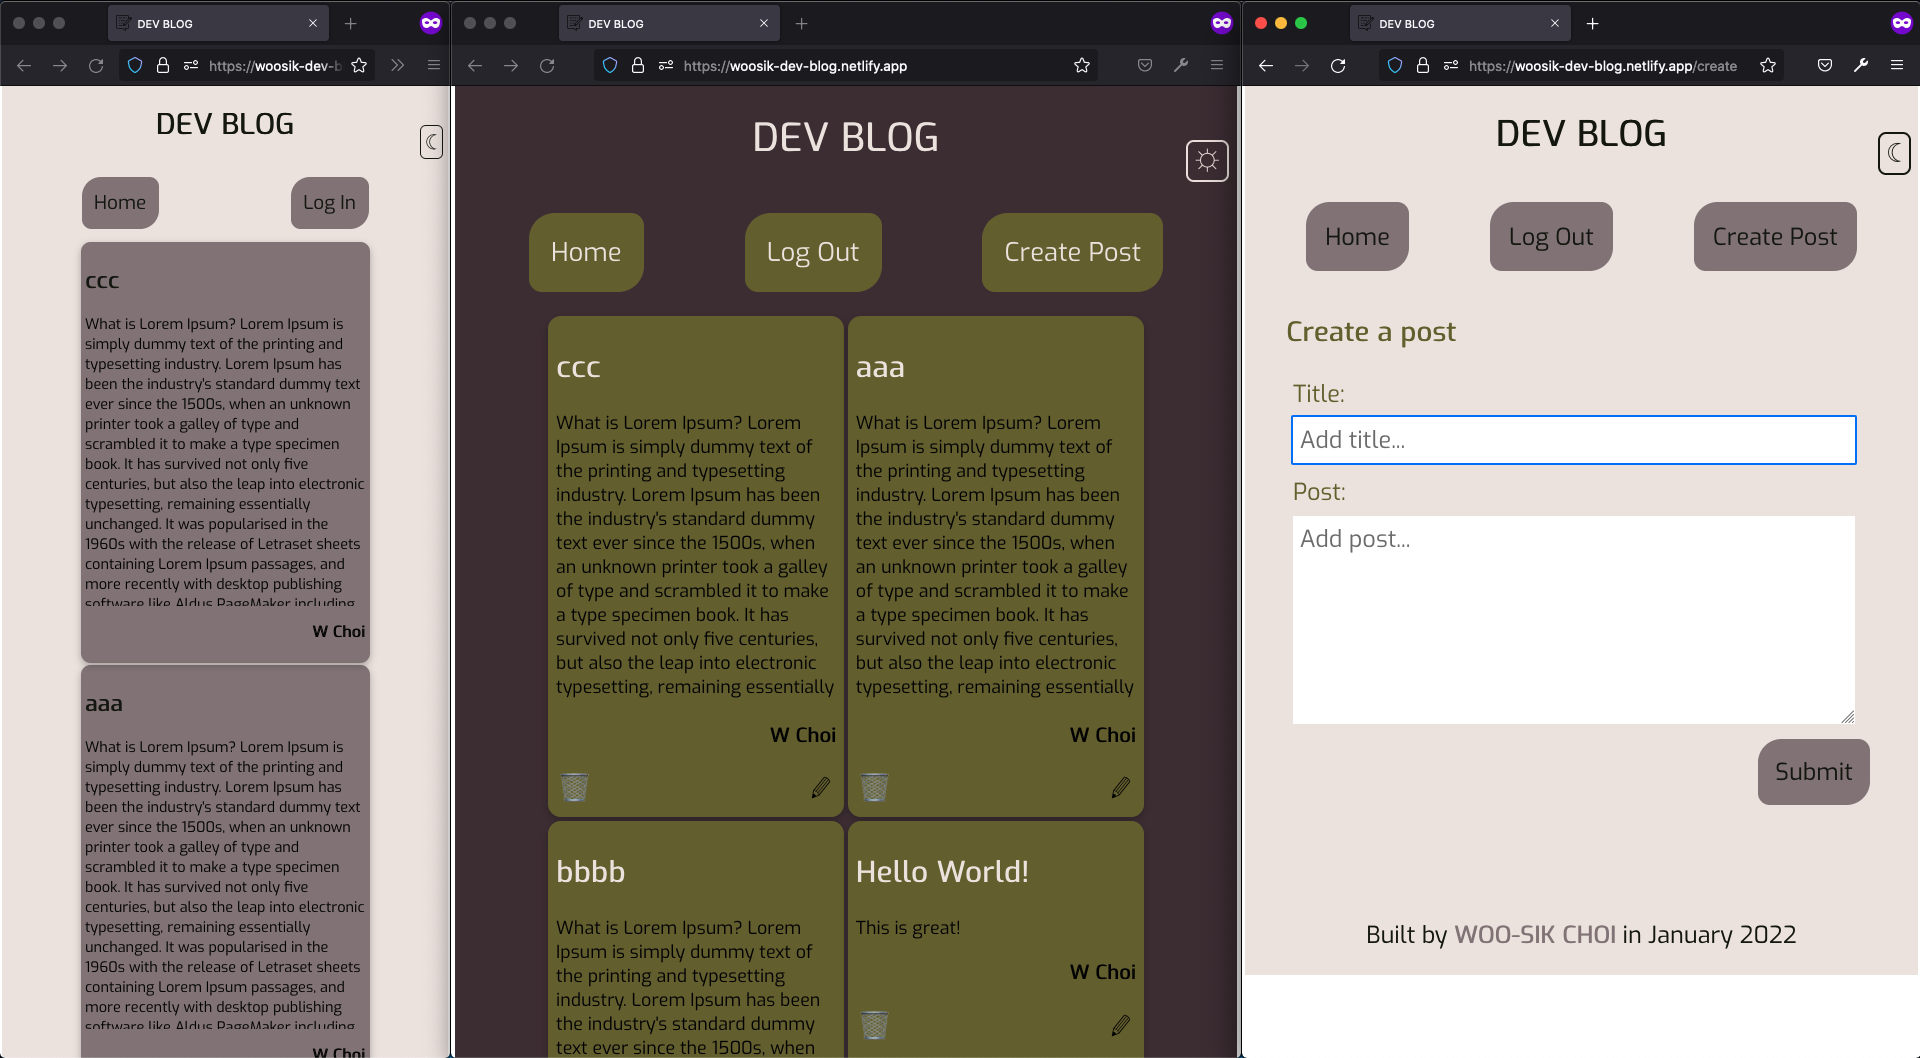 DEV BLOG
https://woosik-dev-b
DEV BLOG
Home
Log In
ccc
What is Lorem Ipsum? Lorem Ipsum is
simply dummy text of the printing and
typesetting industry. Lorem Ipsum has
been the industry's standard dummy text
ever since the 1500s, when an unknown
printer took a galley of type and
scrambled it to make a type specimen
book. It has survived not only five
centuries, but also the leap into electronic
typesetting, remaining essentially
unchanged. It was popularised in the
1960s with the release of Letraset sheets
containing Lorem Ipsum passages, and
more recently with desktop publishing
software like Aldus PageMaker including
W Choi
aaa
What is Lorem Ipsum? Lorem Ipsum is
simply dummy text of the printing and
typesetting industry. Lorem Ipsum has
been the industry's standard dummy text
ever since the 1500s, when an unknown
printer took a galley of type and
scrambled it to make a type specimen
book. It has survived not only five
centuries, but also the leap into electronic
typesetting, remaining essentially
unchanged. It was popularised in the
1960s with the release of Letraset sheets
containing Lorem Ipsum passages, and
more recently with desktop publishing
software like Aldus PageMaker including
W Choi
DEV BLOG
https://woosik-dev-blog.netlify.app
DEV BLOG
Home
Log Out
Create Post
ccc
What is Lorem Ipsum? Lorem
Ipsum is simply dummy text of
the printing and typesetting
industry. Lorem Ipsum has been
the industry's standard dummy
text ever since the 1500s, when
an unknown printer took a galley
of type and scrambled it to make
a type specimen book. It has
survived not only five centuries,
but also the leap into electronic
typesetting, remaining essentially
W Choi
aaa
What is Lorem Ipsum? Lorem
Ipsum is simply dummy text of
the printing and typesetting
industry. Lorem Ipsum has been
the industry's standard dummy
text ever since the 1500s, when
an unknown printer took a galley
of type and scrambled it to make
a type specimen book. It has
survived not only five centuries,
but also the leap into electronic
typesetting, remaining essentially
W Choi
bbbb
What is Lorem Ipsum? Lorem
Ipsum is simply dummy text of
the printing and typesetting
industry. Lorem Ipsum has been
the industry's standard dummy
text ever since the 1500s, when
Hello World!
This is great!
W Choi
DEV BLOG
https://woosik-dev-blog.netlify.app/create
DEV BLOG
Home
Log Out
Create Post
Create a post
Title:
Add title...
Post:
Add post...
Submit
Built by WOO-SIK CHOI in January 2022